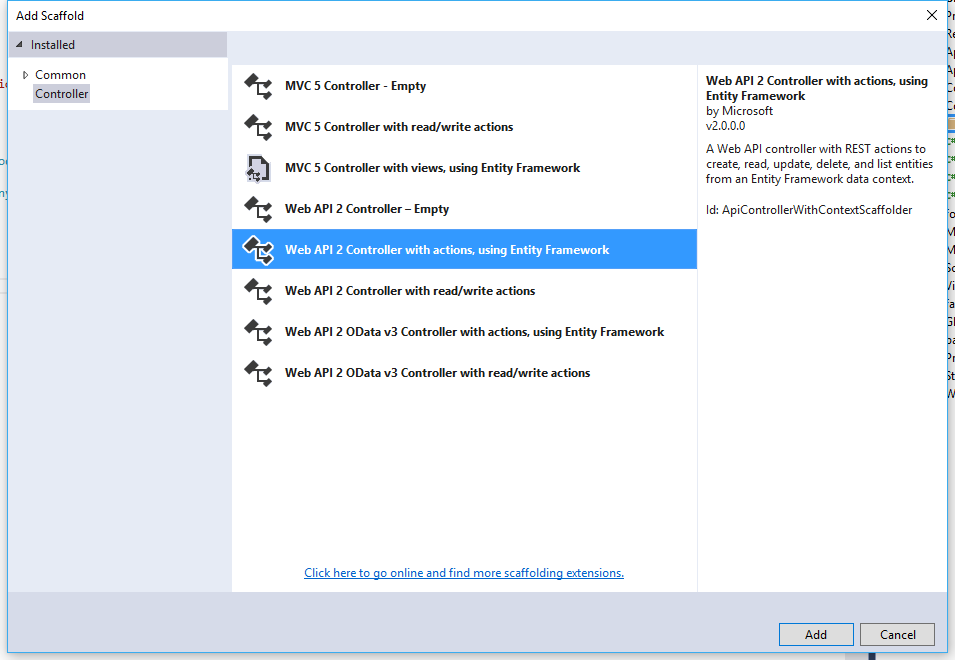 Add Scaffold
Installed
Common
Controller
MVC 5 Controller - Empty
MVC 5 Controller with read/write actions
MVC 5 Controller with views, using Entity Framework
Web API 2 Controller – Empty
Web API 2 Controller with actions, using Entity Framework
Web API 2 Controller with read/write actions
Web API 2 OData v3 Controller with actions, using Entity Framework
Web API 2 OData v3 Controller with read/write actions
Click here to go online and find more scaffolding extensions.
Web API 2 Controller with actions, using
Entity Framework
by Microsoft
v2.0.0.0
A Web API controller with REST actions to
create, read, update, delete, and list entities
from an Entity Framework data context.
Id: ApiControllerWithContextScaffolder
Add
Cancel